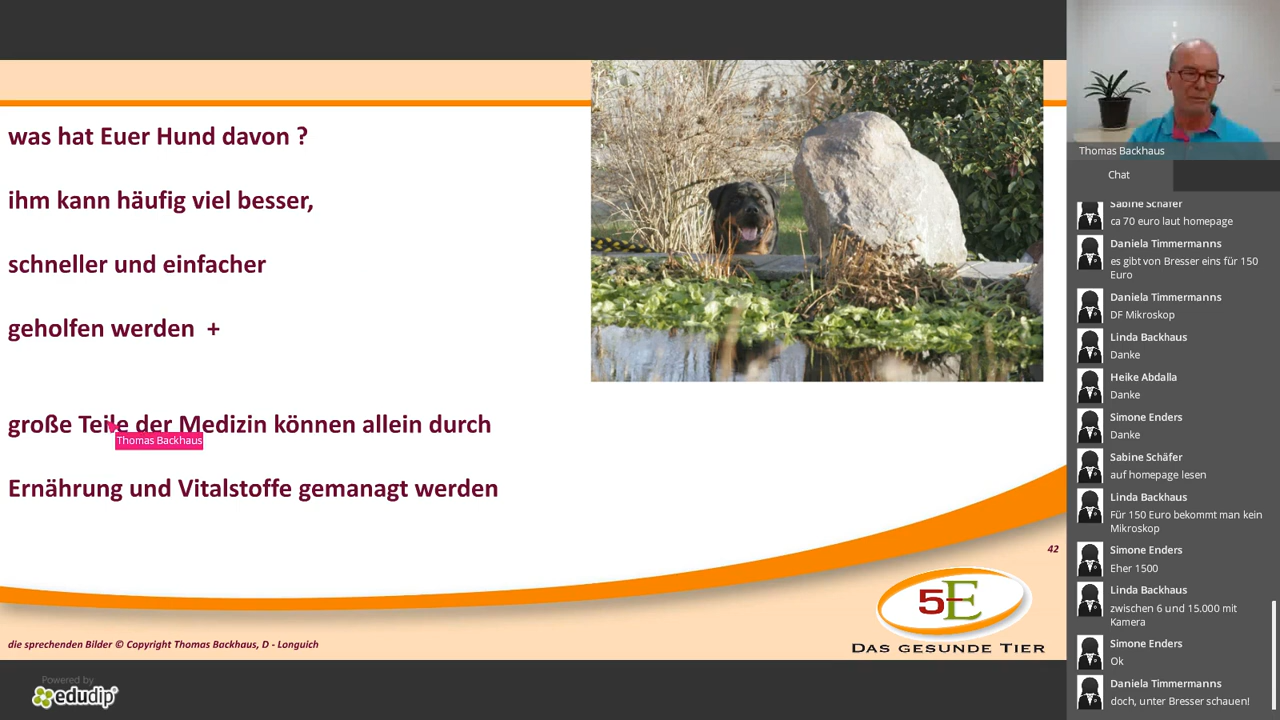 was hat Euer Hund davon ?
ihm kann häufig viel besser,
schneller und einfacher
geholfen werden +
große Teile der Medizin können allein durch
Thomas Backhaus
Ernährung und Vitalstoffe gemanagt werden
42
5E
DAS GESUNDE TIER
die sprechenden Bilder © Copyright Thomas Backhaus, D - Longuich
Powered by
edudip
Thomas Backhaus
Chat
Sabine Schäfer
ca 70 euro laut homepage
Daniela Timmermanns
es gibt von Bresser eins für 150
Euro
Daniela Timmermanns
DF Mikroskop
Linda Backhaus
Danke
Heike Abdalla
Danke
Simone Enders
Danke
Sabine Schäfer
auf homepage lesen
Linda Backhaus
Für 150 Euro bekommt man kein
Mikroskop
Simone Enders
Eher 1500
Linda Backhaus
zwischen 6 und 15.000 mit
Kamera
Simone Enders
Ok
Daniela Timmermanns
doch, unter Bresser schauen!